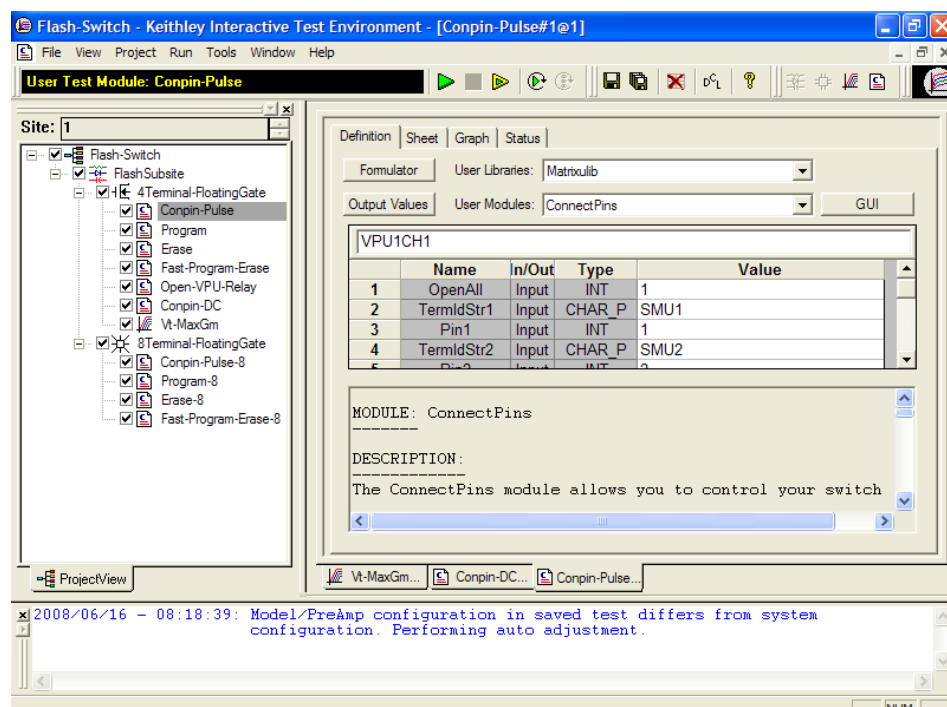 Flash-Switch - Keithley Interactive Test Environment - [Conpin-Pulse#1@1]
File View Project Run Tools Window Help
User Test Module: Conpin-Pulse
Site: 1
Flash-Switch
FlashSubsite
4Terminal-FloatingGate
Conpin-Pulse
Program
Erase
Fast-Program-Erase
Open-VPU-Relay
Conpin-DC
Vt-MaxGm
8Terminal-FloatingGate
Conpin-Pulse-8
Program-8
Erase-8
Fast-Program-Erase-8
ProjectView
Definition Sheet Graph Status
Formulator User Libraries: Matrixulib
Output Values User Modules: ConnectPins GUI
VPU1CH1
Name In/Out Type Value
1 OpenAll Input INT 1
2 TermIdStr1 Input CHAR_P SMU1
3 Pin1 Input INT 1
4 TermIdStr2 Input CHAR_P SMU2
5 Pin2 Input INT 2
MODULE: ConnectPins
-------
DESCRIPTION:
------------
The ConnectPins module allows you to control your switch
Vt-MaxGm... Conpin-DC... Conpin-Pulse...
2008/06/16 - 08:18:39: Model/PreAmp configuration in saved test differs from system
configuration. Performing auto adjustment.
NUM